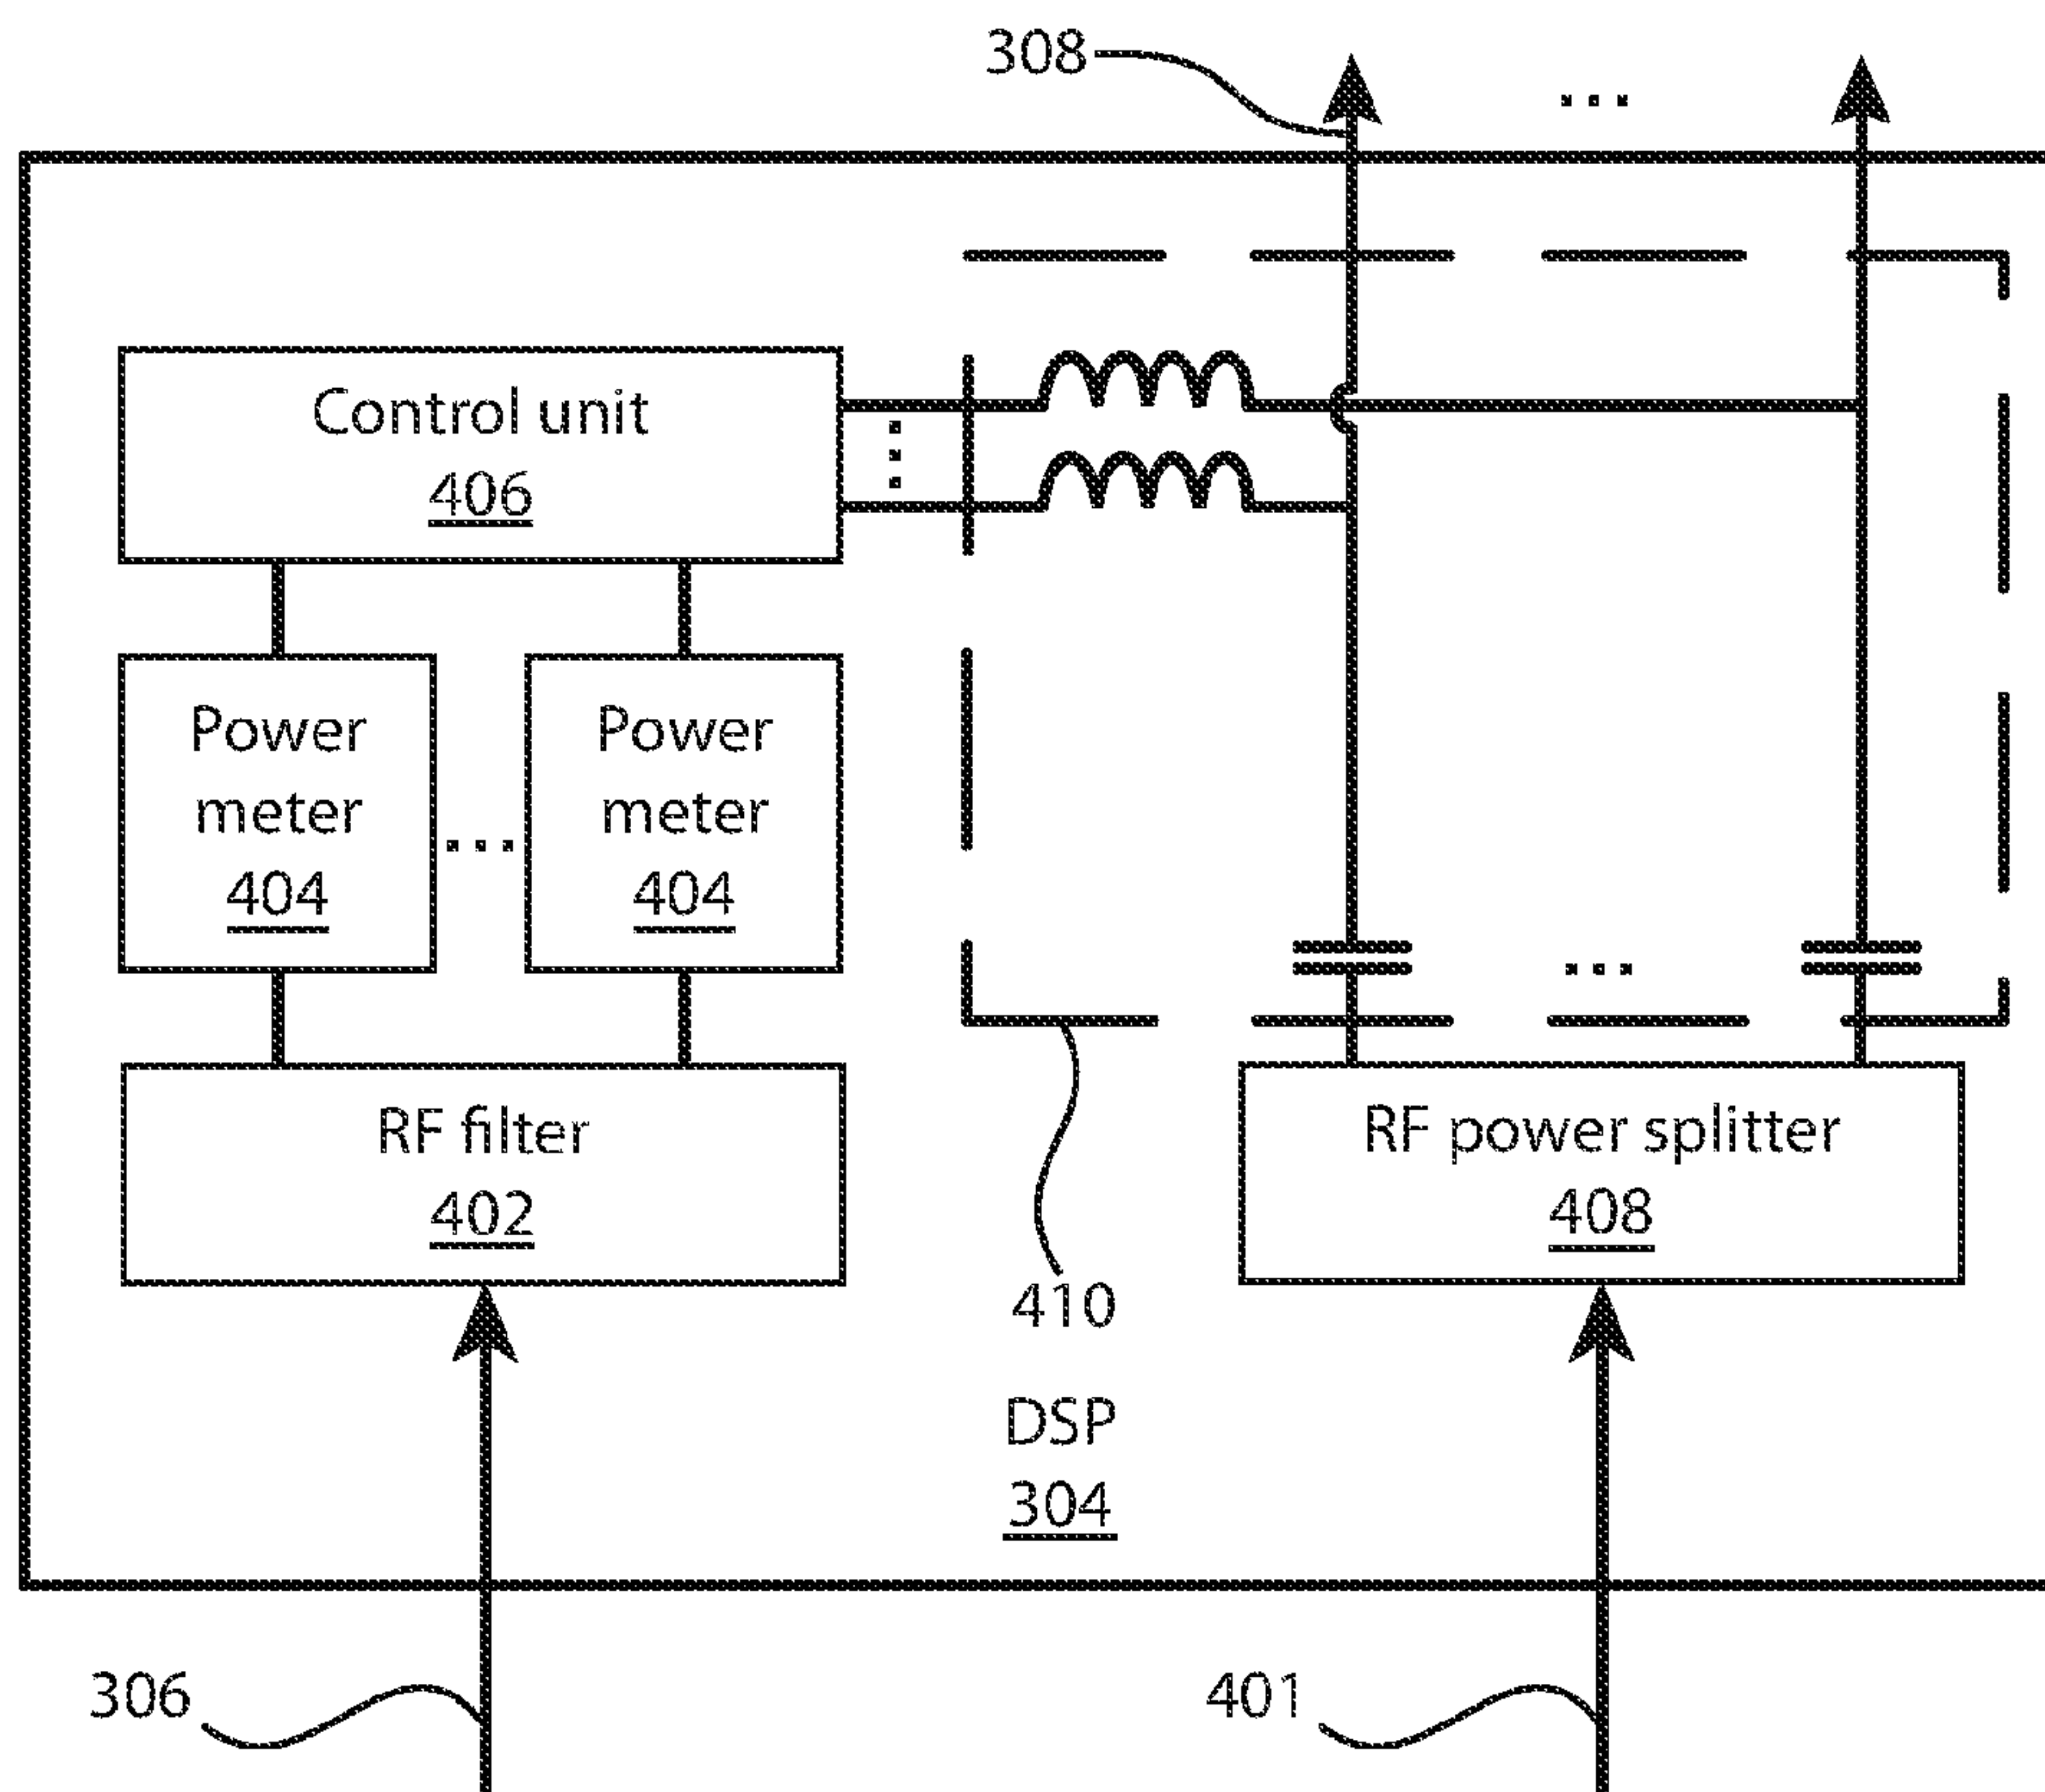 308
Control unit
406
Power
meter
404
Power
meter
404
RF filter
402
RF power splitter
408
410
DSP
304
306
401